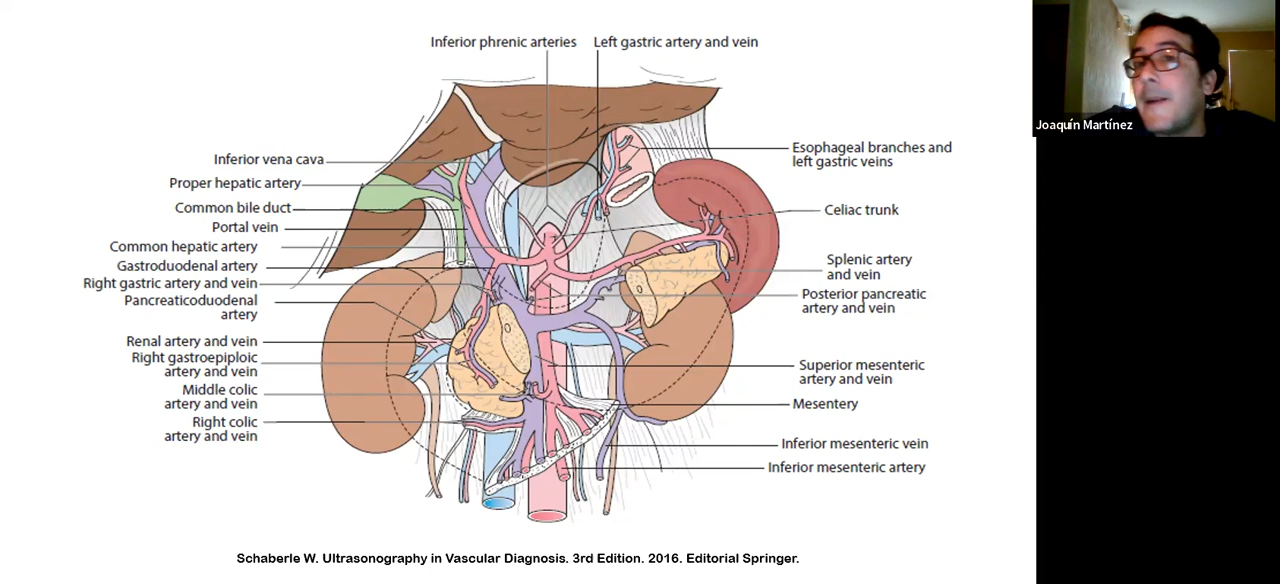 Inferior phrenic arteries
Left gastric artery and vein
Inferior vena cava
Proper hepatic artery
Common bile duct
Portal vein
Common hepatic artery
Gastroduodenal artery
Right gastric artery and vein
Pancreaticoduodenal
artery
Renal artery and vein
Right gastroepiploic
artery and vein
Middle colic
artery and vein
Right colic
artery and vein
Esophageal branches and
left gastric veins
Celiac trunk
Splenic artery
and vein
Posterior pancreatic
artery and vein
Superior mesenteric
artery and vein
Mesentery
Inferior mesenteric vein
Inferior mesenteric artery
Schaberle W. Ultrasonography in Vascular Diagnosis. 3rd Edition. 2016. Editorial Springer.
Joaquín Martínez